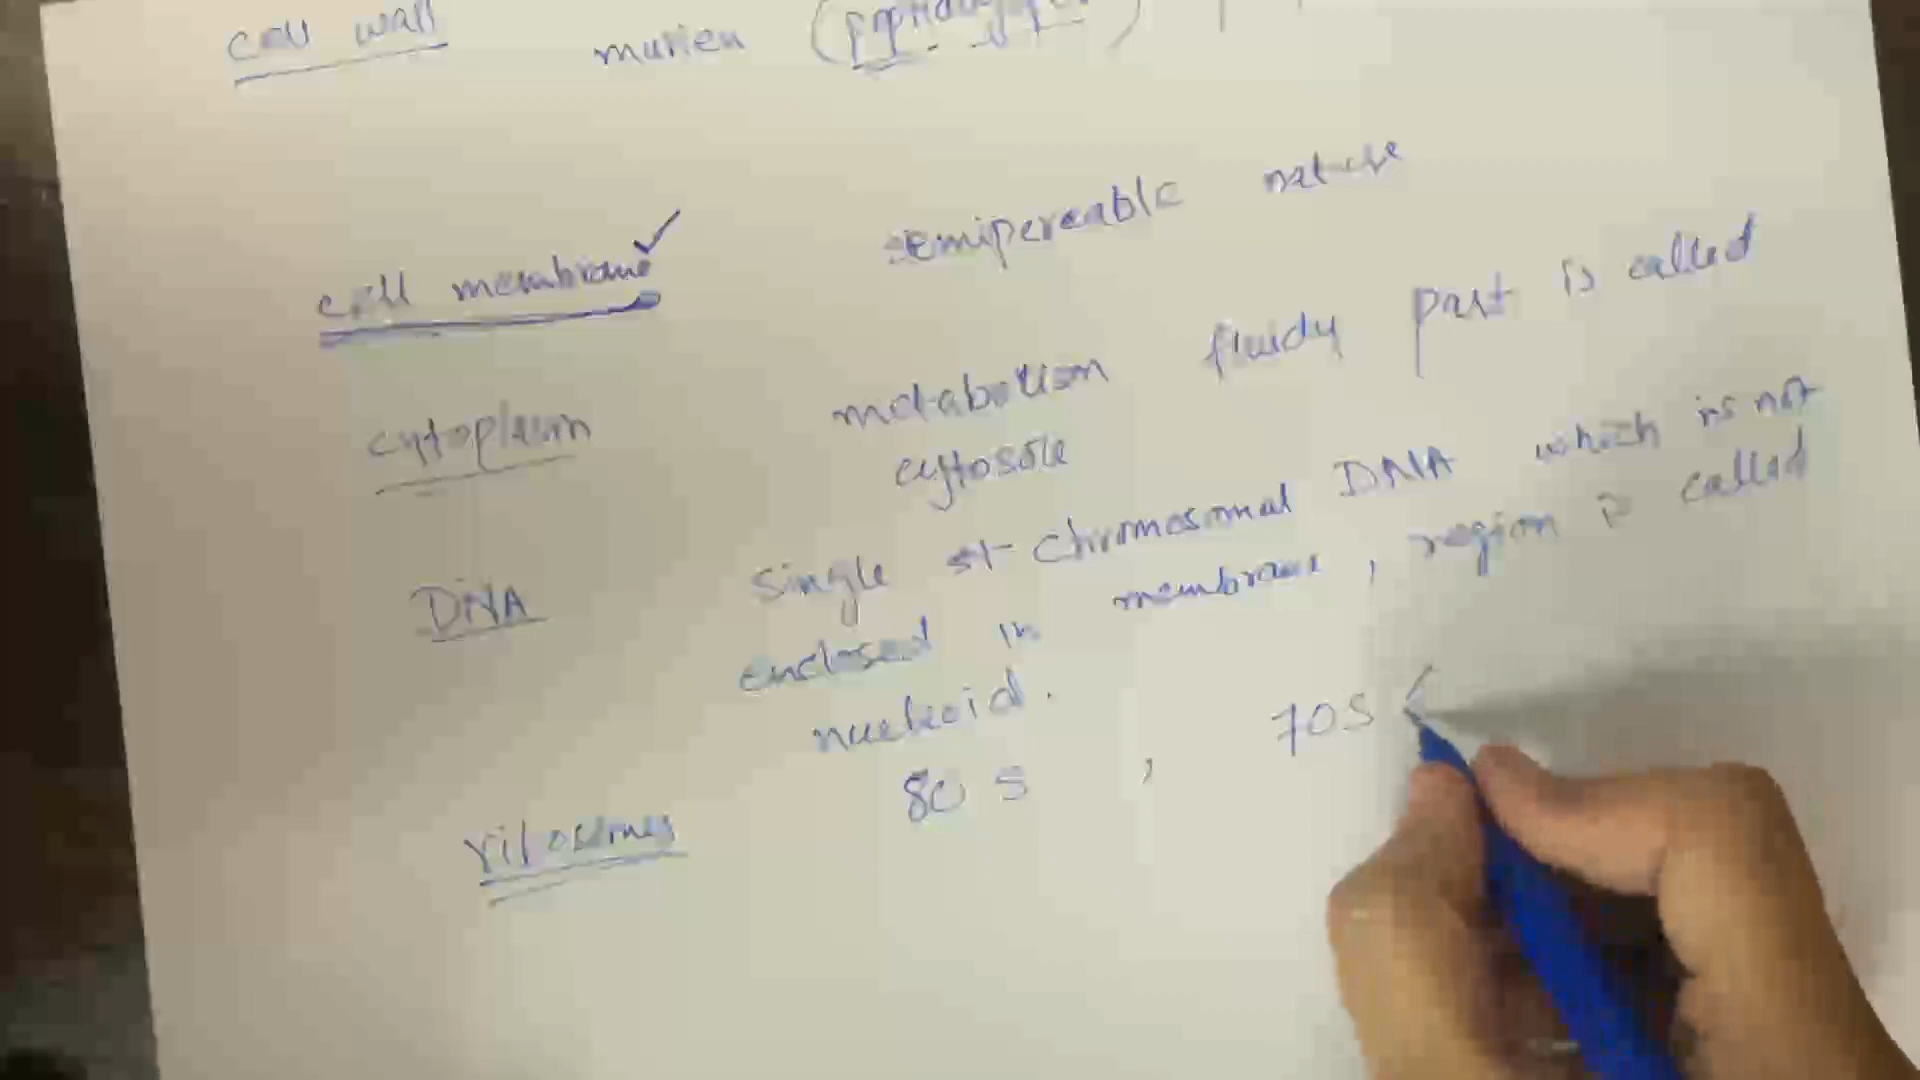 cell wall murien (
cell membrane semipereable nature
cytoplasm metabolism fluidy part is called
cytosole
DNA single st chromosomal DNA which is not
enclosed in membrane, region is called
nucleoid.
ribosomes 80 S , 70S (